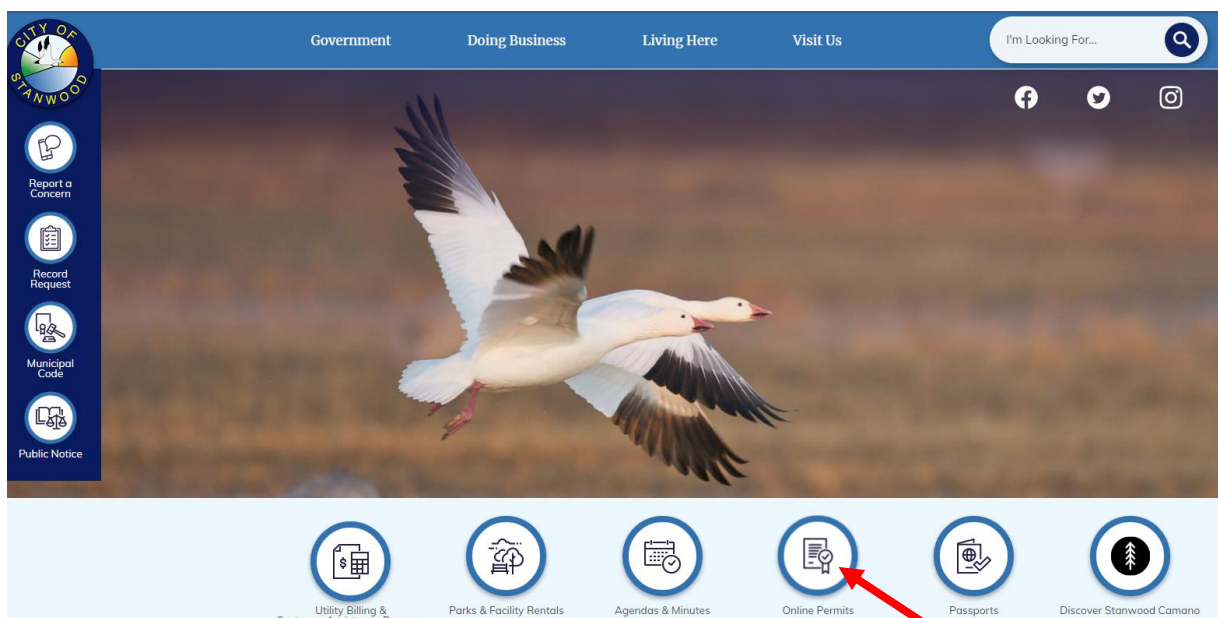 CITY OF
STANWOOD
Government
Doing Business
Living Here
Visit Us
I'm Looking For...
Report a
Concern
Record
Request
Municipal
Code
Public Notice
Utility Billing &
Parks & Facility Rentals
Agendas & Minutes
Online Permits
Passports
Discover Stanwood Camano